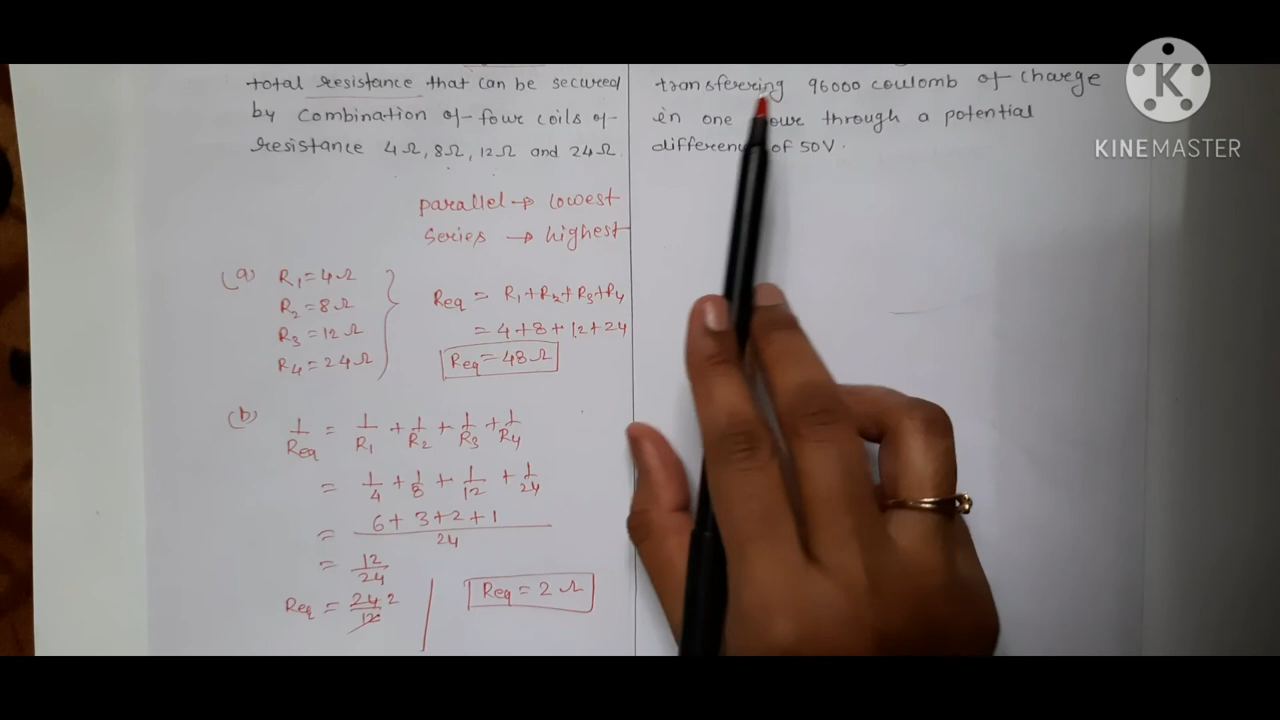 total resistance that can be secured
by combination of four coils of
resistance 4Ω, 8Ω, 12Ω and 24Ω.
parallel → lowest
series → highest
(a) R₁ = 4Ω
R₂ = 8Ω
R₃ = 12Ω
R₄ = 24Ω
Req = R₁+R₂+R₃+R₄
= 4+8+12+24
Req = 48Ω
(b) 1/Req = 1/R₁ + 1/R₂ + 1/R₃ + 1/R₄
= 1/4 + 1/8 + 1/12 + 1/24
= 6+3+2+1/24
= 12/24
Req = 24/12 2
Req = 2Ω
transferring 96000 coulomb of charge
in one through a potential
of 50V.
K
KINEMASTER